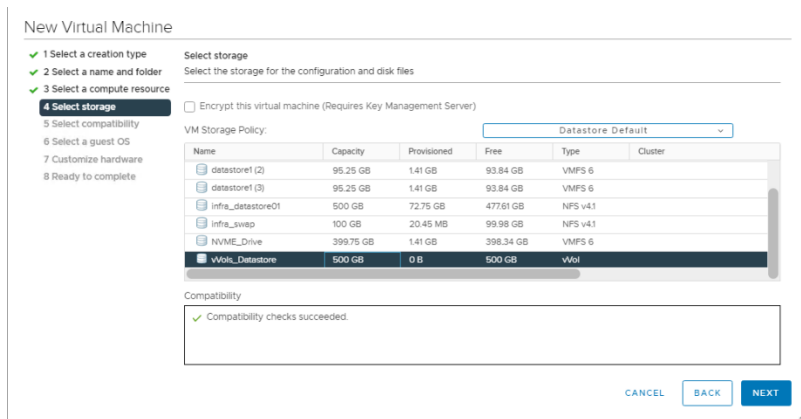 New Virtual Machine
1 Select a creation type
2 Select a name and folder
3 Select a compute resource
4 Select storage
5 Select compatibility
6 Select a guest OS
7 Customize hardware
8 Ready to complete
Select storage
Select the storage for the configuration and disk files
Encrypt this virtual machine (Requires Key Management Server)
VM Storage Policy: Datastore Default
Name Capacity Provisioned Free Type Cluster
datastore1 (2) 95.25 GB 1.41 GB 93.84 GB VMFS 6
datastore1 (3) 95.25 GB 1.41 GB 93.84 GB VMFS 6
infra_datastore01 500 GB 72.75 GB 477.61 GB NFS v4.1
infra_swap 100 GB 20.45 MB 99.98 GB NFS v4.1
NVME_Drive 399.75 GB 1.41 GB 398.34 GB VMFS 6
vVols_Datastore 500 GB 0 B 500 GB vVol
Compatibility
Compatibility checks succeeded.
CANCEL BACK NEXT